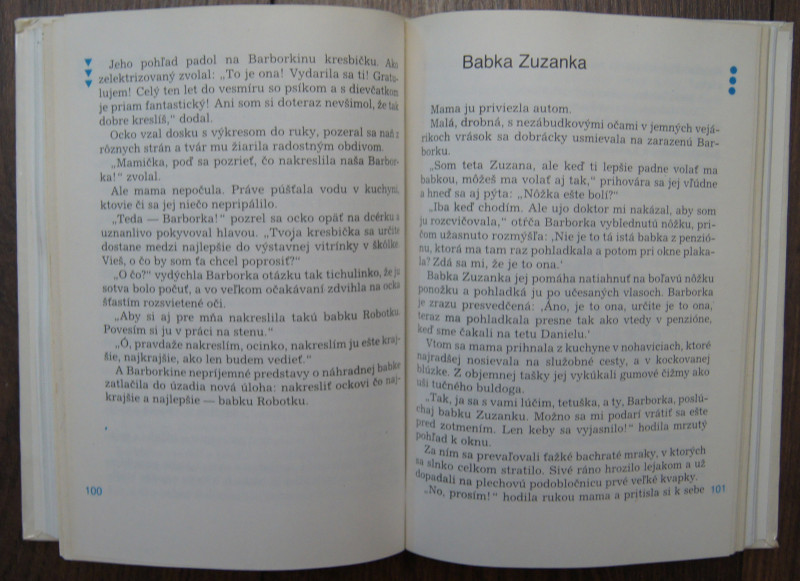 Jeho pohľad padol na Barborkinu kresbičku. Ako
zelektrizovaný zvolal: „To je ona! Vydarila sa ti! Gratu-
lujem! Celý ten let do vesmíru so psíkom a s dievčatkom
je priam fantastický! Ani som si doteraz nevšimol, že tak
dobre kreslíš,“ dodal.
Ocko vzal dosku s výkresom do ruky, pozeral sa naň z
rôznych strán a tvár mu žiarila radostným obdivom.
„Mamička, poď sa pozrieť, čo nakreslila naša Barbor-
ka!“ zvolal.
Ale mama nepočula. Práve púšťala vodu v kuchyni,
ktovie či sa jej niečo nepripálilo.
„Teda — Barborka!“ pozrel sa ocko opäť na dcérku a
uznanlivo pokyvoval hlavou. „Tvoja kresbička sa určite
dostane medzi najlepšie do výstavnej vitrínky v škôlke.
Vieš, o čo by som ťa chcel poprosiť?“
„O čo?“ vydýchla Barborka otázku tak tichulinko, že ju
sotva bolo počuť, a vo veľkom očakávaní zdvihla na ocka
šťastím rozsvietené oči.
„Aby si aj pre mňa nakreslila takú babku Robotku.
Povesím si ju v práci na stenu.“
„Ó, pravdaže nakreslím, ocinko, nakreslím ju ešte kraj-
šie, najkrajšie, ako len budem vedieť.“
A Barborkine nepríjemné predstavy o náhradnej babke
zatlačila do úzadia nová úloha: nakresliť ockovi čo naj-
krajšie a najlepšie — babku Robotku.
100
Babka Zuzanka
Mama ju priviezla autom.
Malá, drobná, s nezábudkovými očami v jemných vejá-
rikoch vrások sa dobrácky usmievala na zarazenú Bar-
borku.
„Som teta Zuzana, ale keď ti lepšie padne volať ma
babkou, môžeš ma volať aj tak,“ prihovára sa jej vľúdne
a hneď sa aj pýta: „Nôžka ešte bolí?“
„Iba keď chodím. Ale ujo doktor mi nakázal, aby som
ju rozcvičovala,“ otŕča Barborka vyblednutú nôžku, pri-
čom užasnuto rozmýšľa: ‚Nie je to tá istá babka z penzió-
nu, ktorá ma tam raz pohladkala a potom pri okne plaka-
la? Zdá sa mi, že je to ona.‘
Babka Zuzanka jej pomáha natiahnuť na boľavú nôžku
ponožku a pohladká ju po učesaných vlasoch. Barborka
je zrazu presvedčená: ‚Áno, je to ona, určite je to ona,
teraz ma pohladkala presne tak ako vtedy v penzióne,
keď sme čakali na tetu Danielu.‘
Vtom sa mama prihnala z kuchyne v nohaviciach, ktoré
najradšej nosievala na služobné cesty, a v kockovanej
blúzke. Z objemnej tašky jej vykúkali gumové čižmy ako
uši tučného buldoga.
„Tak, ja sa s vami lúčim, tetuška, a ty, Barborka, poslú-
chaj babku Zuzanku. Možno sa mi podarí vrátiť sa ešte
pred zotmením. Len keby sa vyjasnilo!“ hodila mrzutý
pohľad k oknu.
Za ním sa prevaľovali ťažké bachraté mraky, v ktorých
sa slnko celkom stratilo. Sivé ráno hrozilo lejakom a už
dopadali na plechovú podobločnicu prvé veľké kvapky.
„No, prosím!“ hodila rukou mama a pritisla si k sebe
101